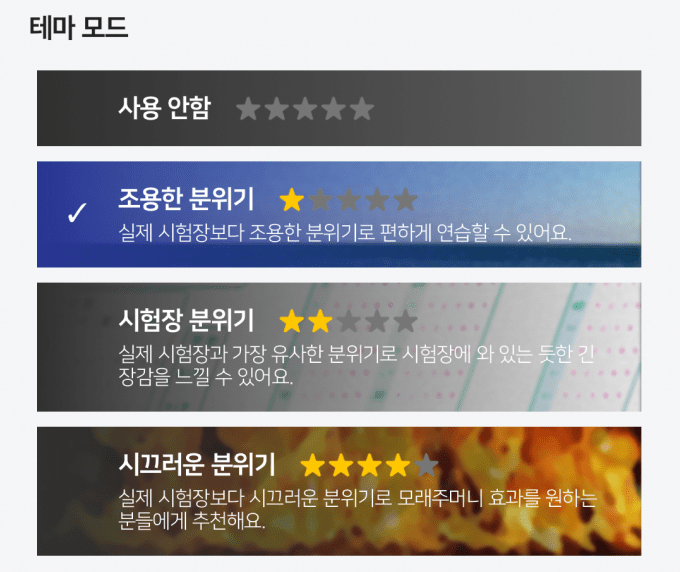 테마 모드
사용 안함
조용한 분위기
실제 시험장보다 조용한 분위기로 편하게 연습할 수 있어요.
시험장 분위기
실제 시험장과 가장 유사한 분위기로 시험장에 와 있는 듯한 긴
장감을 느낄 수 있어요.
시끄러운 분위기
실제 시험장보다 시끄러운 분위기로 모래주머니 효과를 원하는
분들에게 추천해요.